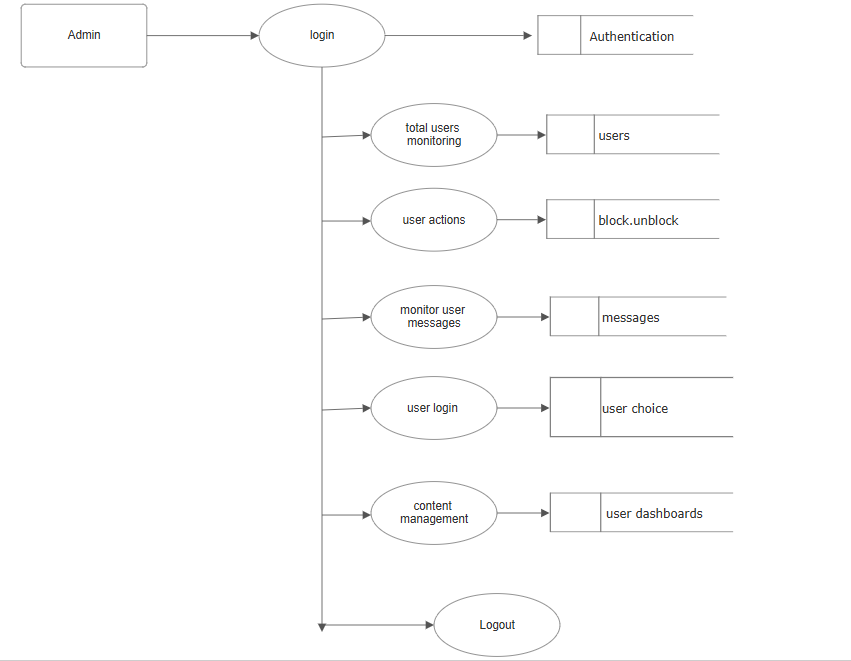 Admin
login
Authentication
total users
monitoring
users
user actions
block.unblock
monitor user
messages
messages
user login
user choice
content
management
user dashboards
Logout